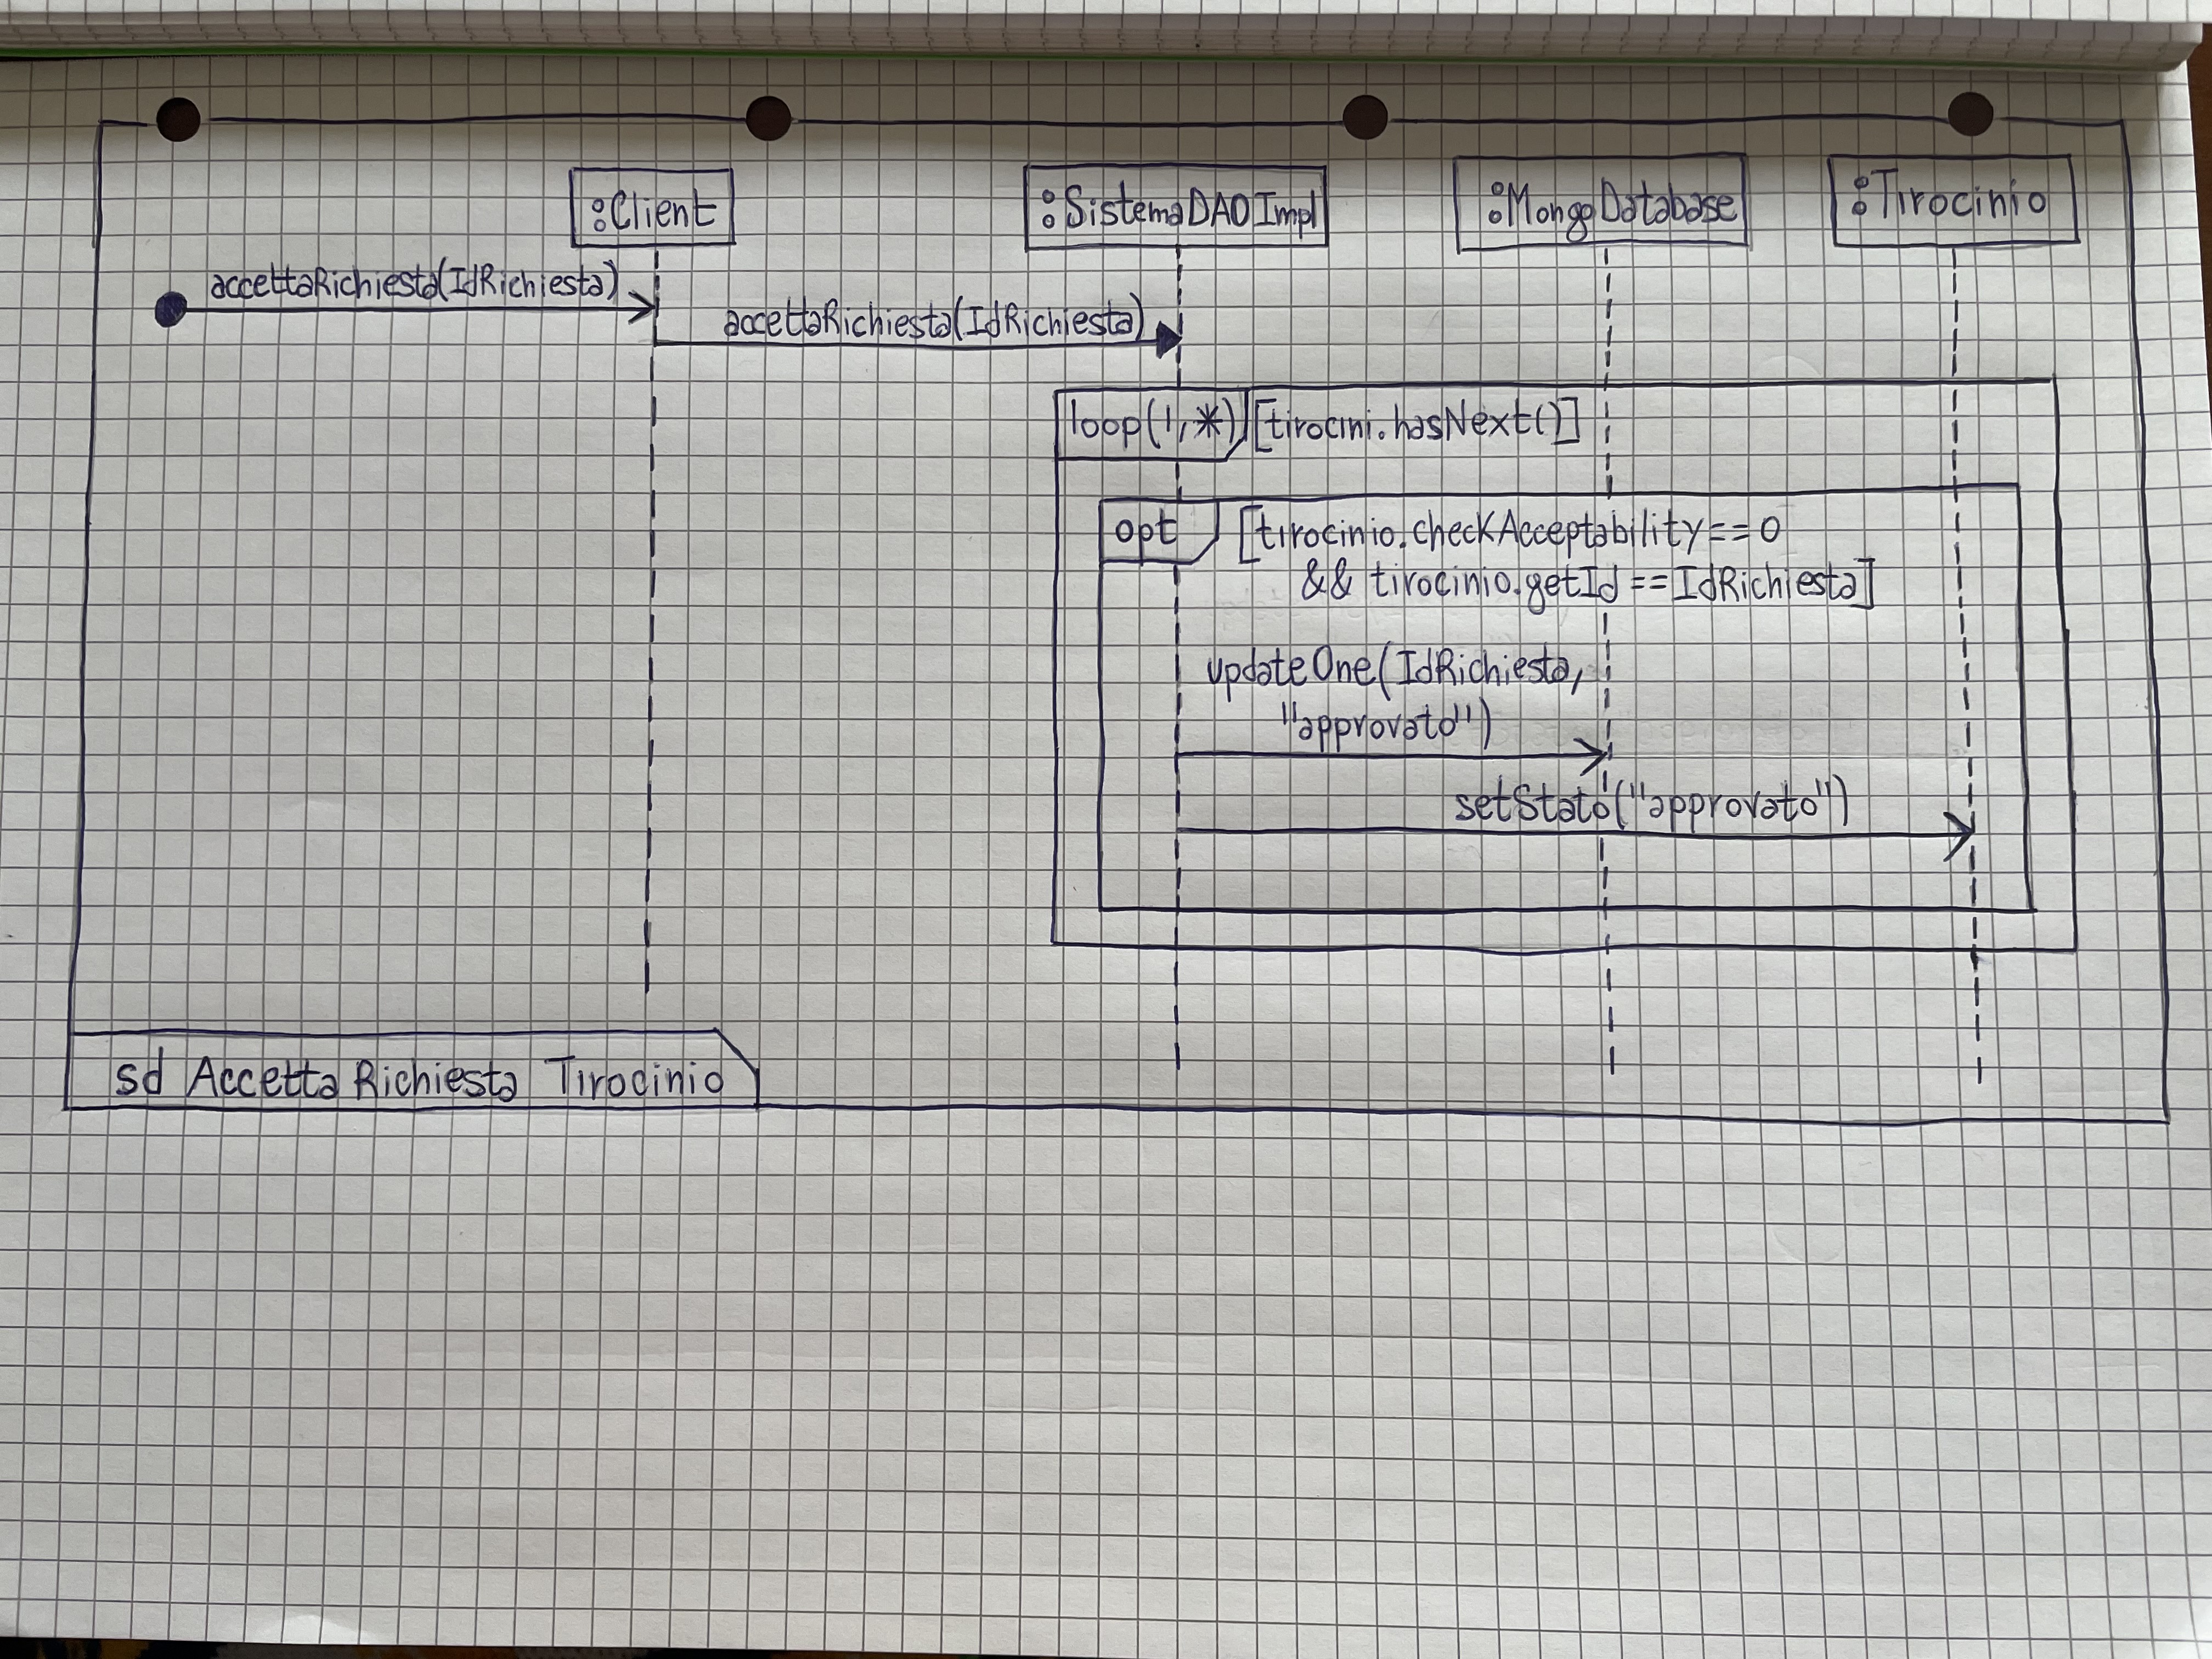 :Client
:SistemaDAOImpl
:MongoDatabase
:Tirocinio
accettaRichiesta(IdRichiesta)
accettaRichiesta(IdRichiesta)
loop(1,*) [tirocini.hasNext()]
opt [tirocinio.checkAcceptability==0
&& tirocinio.getId==IdRichiesta]
updateOne(IdRichiesta,
"approvato")
setStato("approvato")
sd Accetta Richiesta Tirocinio